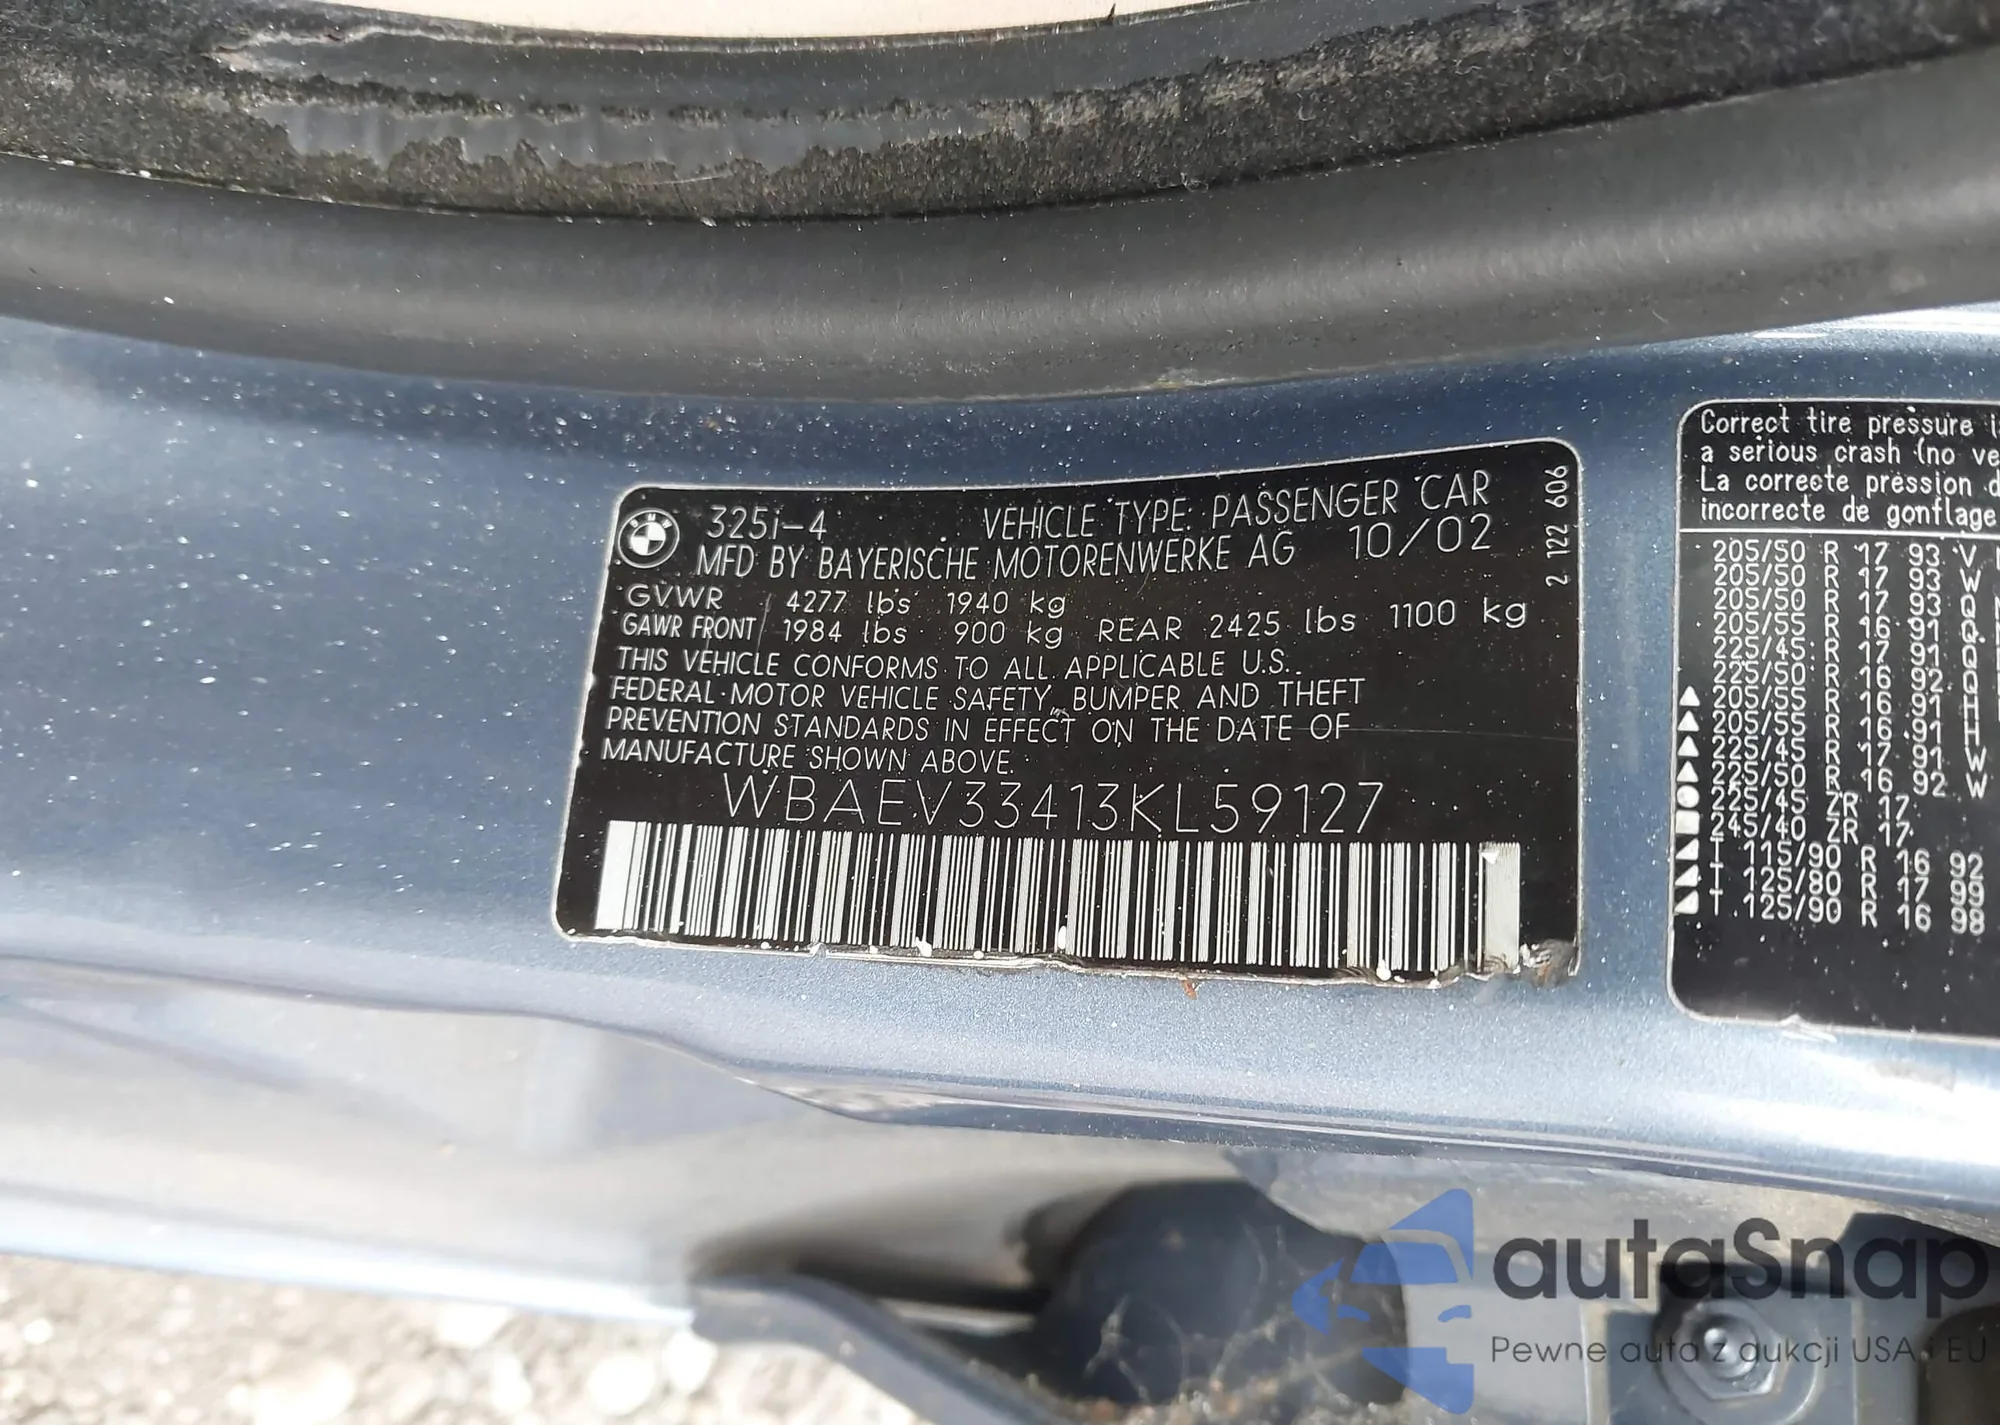 BMW
325i-4 VEHICLE TYPE: PASSENGER CAR
MFD BY BAYERISCHE MOTORENWERKE AG 10/02
2 122 606
GVWR 4277 lbs 1940 kg
GAWR FRONT 1984 lbs 900 kg REAR 2425 lbs 1100 kg
THIS VEHICLE CONFORMS TO ALL APPLICABLE U.S.
FEDERAL MOTOR VEHICLE SAFETY, BUMPER AND THEFT
PREVENTION STANDARDS IN EFFECT ON THE DATE OF
MANUFACTURE SHOWN ABOVE.
WBAEV33413KL59127
Correct tire pressure
a serious crash (no
La correcte pression
incorrecte de gonflage
205/50 R 17 93 V
205/50 R 17 93 W
205/50 R 17 93 Q
205/55 R 16 91 Q
225/45 R 17 91 Q
225/50 R 16 92 Q
205/55 R 16 91 H
205/55 R 16 91 H
225/45 R 17 91 W
225/50 R 16 92 W
225/45 ZR 17
245/40 ZR 17
T 115/90 R 16 92
T 125/80 R 17 99
T 125/90 R 16 98
autaSnap
Pewne auta z aukcji USA i EU